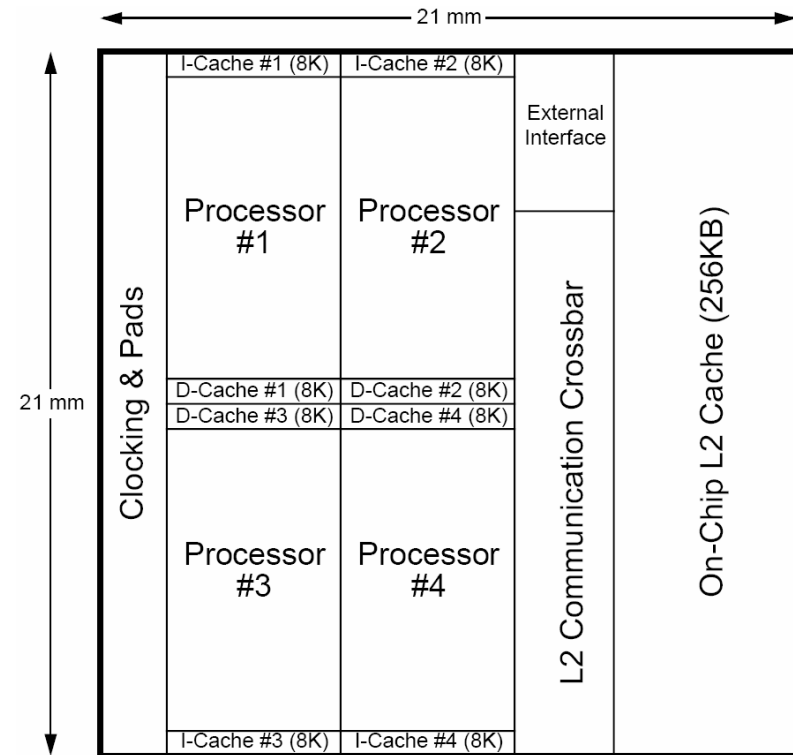 21 mm
21 mm
Clocking & Pads
I-Cache #1 (8K)
I-Cache #2 (8K)
Processor
#1
Processor
#2
D-Cache #1 (8K)
D-Cache #2 (8K)
D-Cache #3 (8K)
D-Cache #4 (8K)
Processor
#3
Processor
#4
I-Cache #3 (8K)
I-Cache #4 (8K)
External
Interface
L2 Communication Crossbar
On-Chip L2 Cache (256KB)